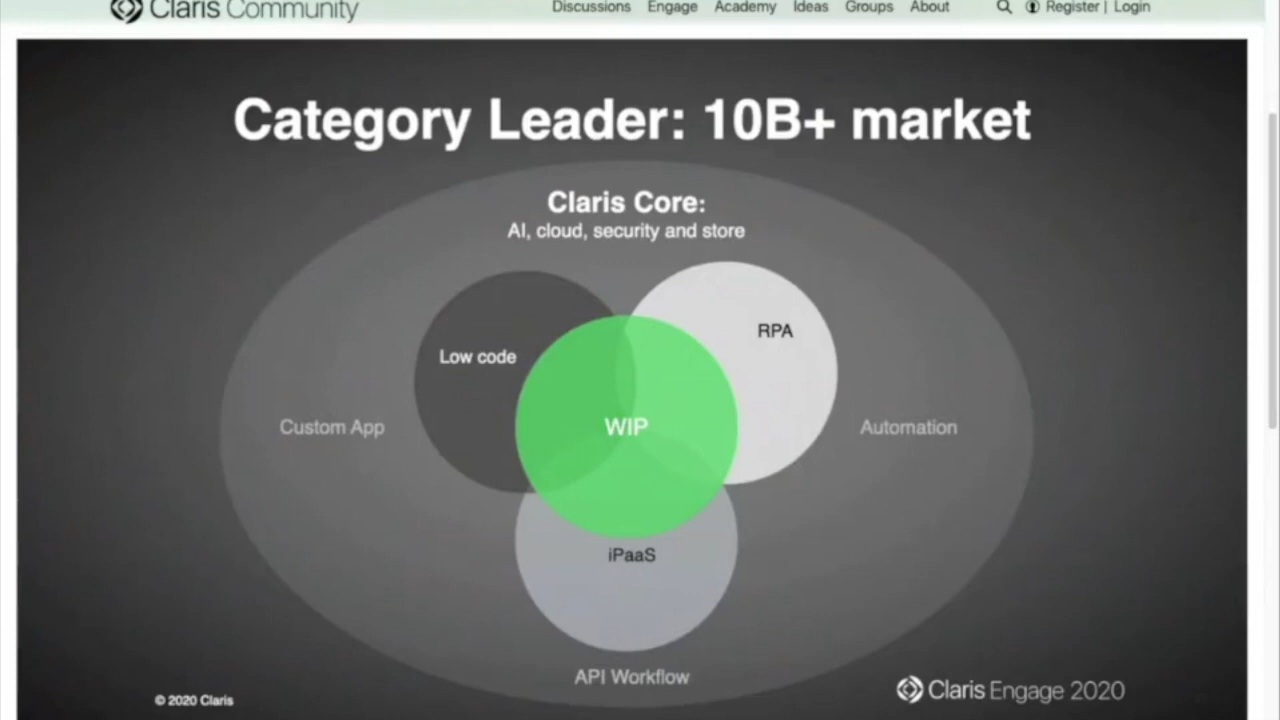 Claris Community
Discussions Engage Academy Ideas Groups About Register | Login
Category Leader: 10B+ market
Claris Core:
AI, cloud, security and store
RPA
Low code
WIP
Custom App
Automation
iPaaS
API Workflow
Claris Engage 2020
© 2020 Claris